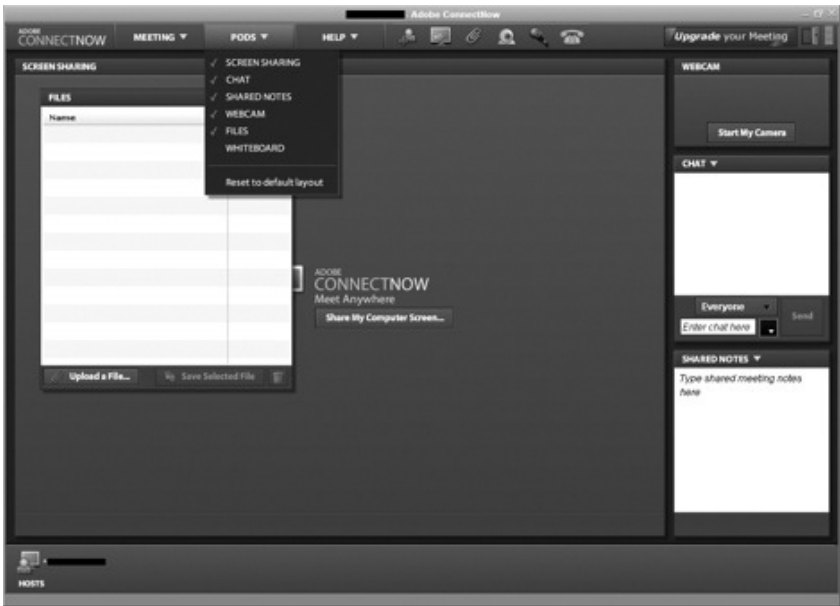 Adobe ConnectNow
ADOBE
CONNECTNOW
MEETING
PODS
HELP
Upgrade your Meeting
SCREEN SHARING
✓ SCREEN SHARING
✓ CHAT
✓ SHARED NOTES
✓ WEBCAM
✓ FILES
WHITEBOARD
Reset to default layout
FILES
Name
Upload a File...
Save Selected File
ADOBE
CONNECTNOW
Meet Anywhere
Share My Computer Screen...
WEBCAM
Start My Camera
CHAT
Everyone
Enter chat here
Send
SHARED NOTES
Type shared meeting notes
here
HOSTS